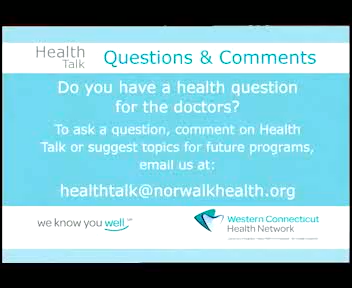 Health
Talk
Questions & Comments
Do you have a health question
for the doctors?
To ask a question, comment on Health
Talk or suggest topics for future programs,
email us at:
healthtalk@norwalkhealth.org
we know you well
Western Connecticut
Health Network